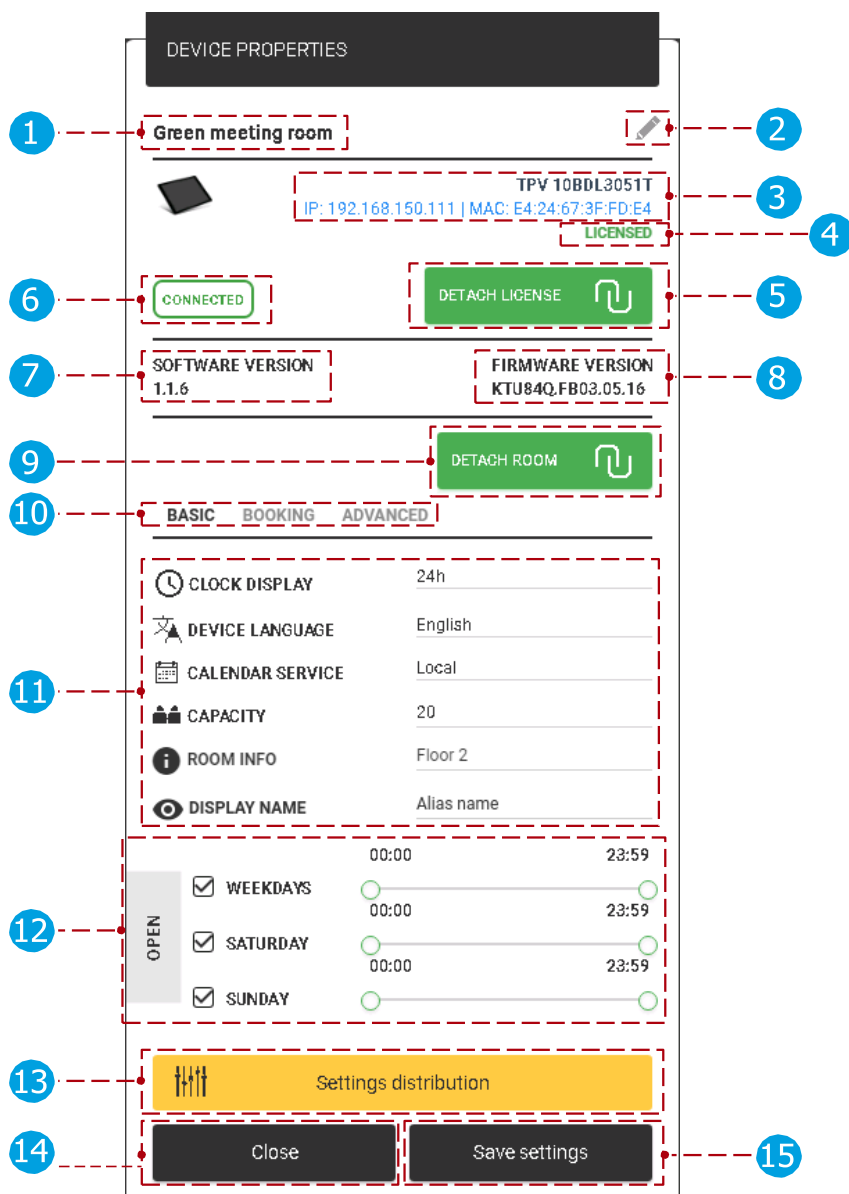 DEVICE PROPERTIES
1 Green meeting room 2
TPV 10BDL3051T
IP: 192.168.150.111 | MAC: E4:24:67:3F:FD:E4 3
LICENSED 4
6 CONNECTED DETACH LICENSE 5
7 SOFTWARE VERSION FIRMWARE VERSION 8
1.1.6 KTU84Q.FB03.05.16
9 DETACH ROOM
10 BASIC BOOKING ADVANCED
CLOCK DISPLAY 24h
DEVICE LANGUAGE English
CALENDAR SERVICE Local
11 CAPACITY 20
ROOM INFO Floor 2
DISPLAY NAME Alias name
00:00 23:59
WEEKDAYS
00:00 23:59
12 OPEN SATURDAY
00:00 23:59
SUNDAY
13 Settings distribution
14 Close Save settings 15